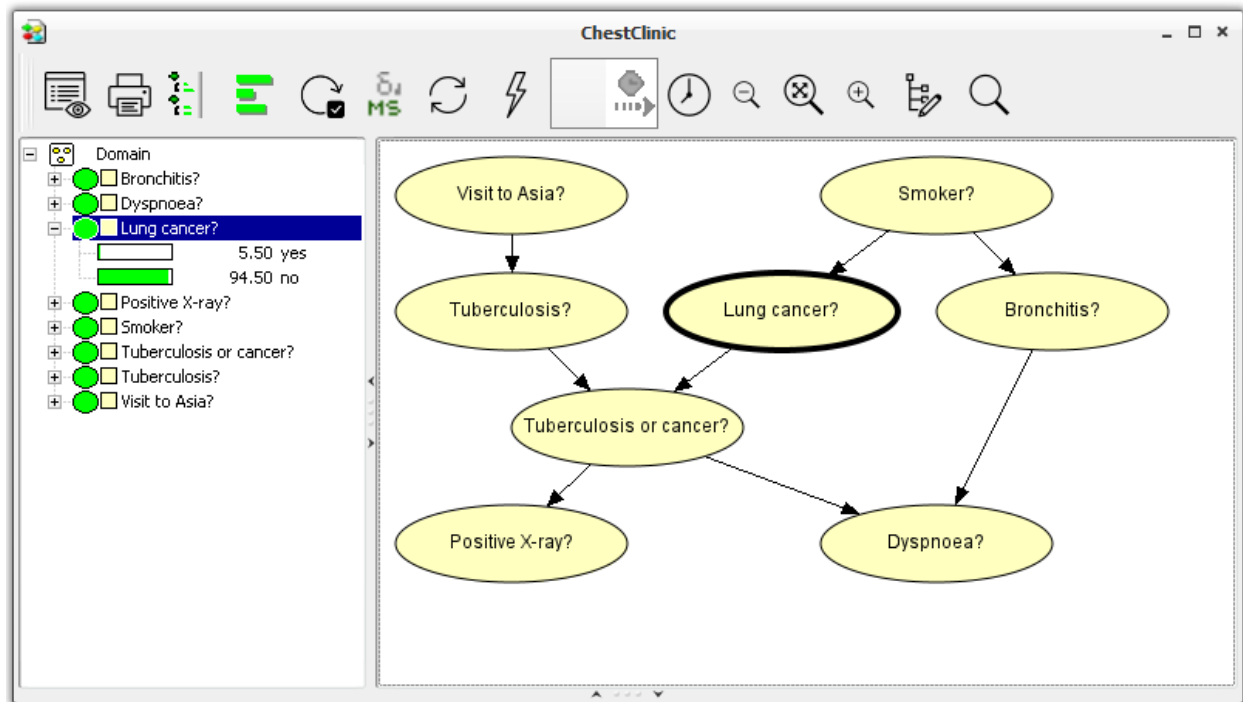 ChestClinic
δ
MS
Domain
Bronchitis?
Dyspnoea?
Lung cancer?
5.50 yes
94.50 no
Positive X-ray?
Smoker?
Tuberculosis or cancer?
Tuberculosis?
Visit to Asia?
Visit to Asia?
Smoker?
Tuberculosis?
Lung cancer?
Bronchitis?
Tuberculosis or cancer?
Positive X-ray?
Dyspnoea?